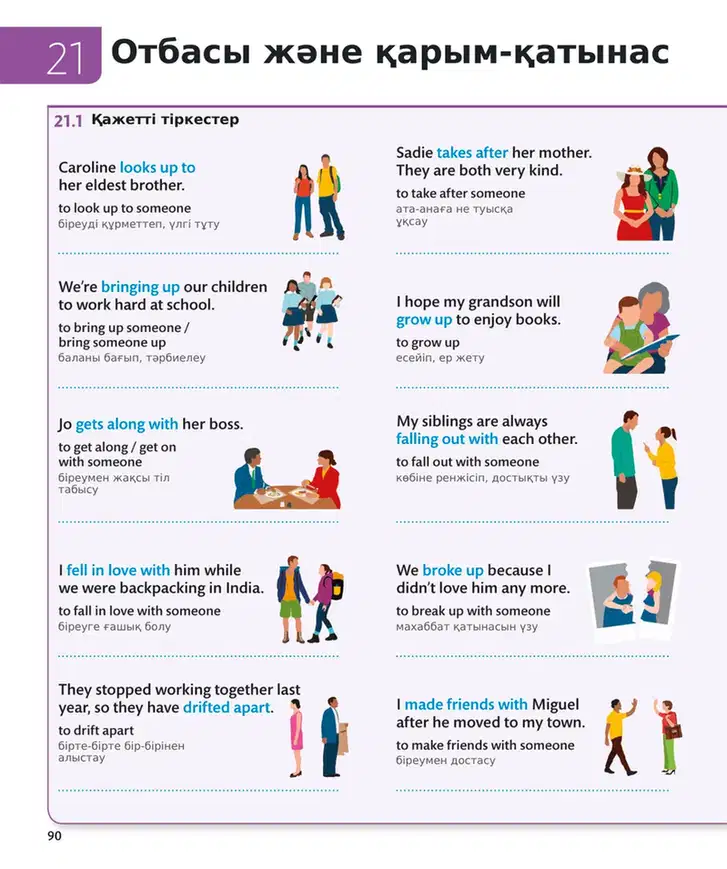 21
Отбасы және қарым-қатынас
21.1 Қажетті тіркестер
Caroline looks up to
her eldest brother.
to look up to someone
біреуді құрметтеп, үлгі тұту
Sadie takes after her mother.
They are both very kind.
to take after someone
ата-анаға не туысқа
ұқсау
We’re bringing up our children
to work hard at school.
to bring up someone /
bring someone up
баланы бағып, тәрбиелеу
I hope my grandson will
grow up to enjoy books.
to grow up
есейіп, ер жету
Jo gets along with her boss.
to get along / get on
with someone
біреумен жақсы тіл
табысу
My siblings are always
falling out with each other.
to fall out with someone
көбіне ренжісіп, достықты үзу
I fell in love with him while
we were backpacking in India.
to fall in love with someone
біреуге ғашық болу
We broke up because I
didn’t love him any more.
to break up with someone
махаббат қатынасын үзу
They stopped working together last
year, so they have drifted apart.
to drift apart
бірте-бірте бір-бірінен
алыстау
I made friends with Miguel
after he moved to my town.
to make friends with someone
біреумен достасу
90